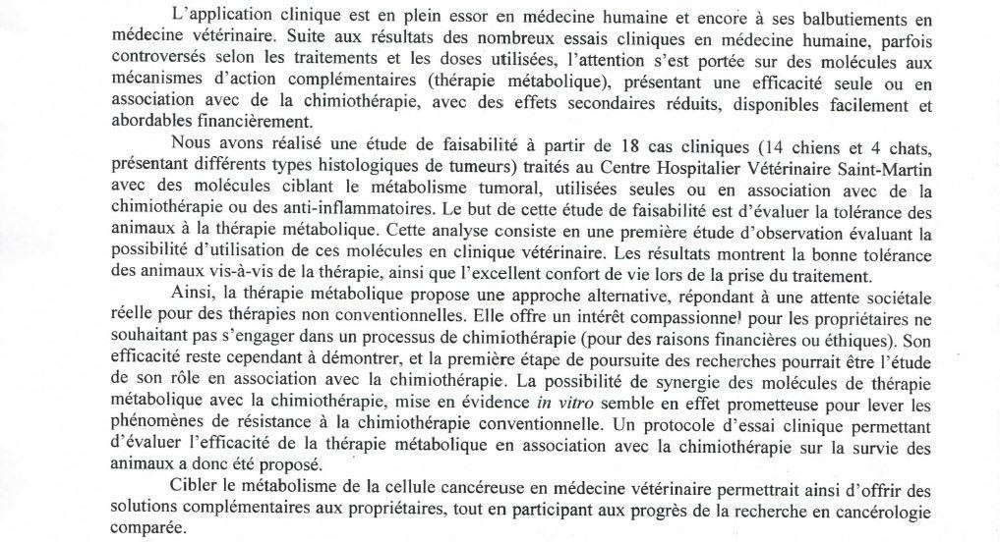 L'application clinique est en plein essor en médecine humaine et encore à ses balbutiements en
médecine vétérinaire. Suite aux résultats des nombreux essais cliniques en médecine humaine, parfois
controversés selon les traitements et les doses utilisées, l'attention s'est portée sur des molécules aux
mécanismes d'action complémentaires (thérapie métabolique), présentant une efficacité seule ou en
association avec de la chimiothérapie, avec des effets secondaires réduits, disponibles facilement et
abordables financièrement.
Nous avons réalisé une étude de faisabilité à partir de 18 cas cliniques (14 chiens et 4 chats,
présentant différents types histologiques de tumeurs) traités au Centre Hospitalier Vétérinaire Saint-Martin
avec des molécules ciblant le métabolisme tumoral, utilisées seules ou en association avec de la
chimiothérapie ou des anti-inflammatoires. Le but de cette étude de faisabilité est d'évaluer la tolérance des
animaux à la thérapie métabolique. Cette analyse consiste en une première étude d'observation évaluant la
possibilité d'utilisation de ces molécules en clinique vétérinaire. Les résultats montrent la bonne tolérance
des animaux vis-à-vis de la thérapie, ainsi que l'excellent confort de vie lors de la prise du traitement.
Ainsi, la thérapie métabolique propose une approche alternative, répondant à une attente sociétale
réelle pour des thérapies non conventionnelles. Elle offre un intérêt compassionnel pour les propriétaires ne
souhaitant pas s'engager dans un processus de chimiothérapie (pour des raisons financières ou éthiques). Son
efficacité reste cependant à démontrer, et la première étape de poursuite des recherches pourrait être l'étude
de son rôle en association avec la chimiothérapie. La possibilité de synergie des molécules de thérapie
métabolique avec la chimiothérapie, mise en évidence in vitro semble en effet prometteuse pour lever les
phénomènes de résistance à la chimiothérapie conventionnelle. Un protocole d'essai clinique permettant
d'évaluer l'efficacité de la thérapie métabolique en association avec la chimiothérapie sur la survie des
animaux a donc été proposé.
Cibler le métabolisme de la cellule cancéreuse en médecine vétérinaire permettrait ainsi d'offrir des
solutions complémentaires aux propriétaires, tout en participant aux progrès de la recherche en cancérologie
comparée.